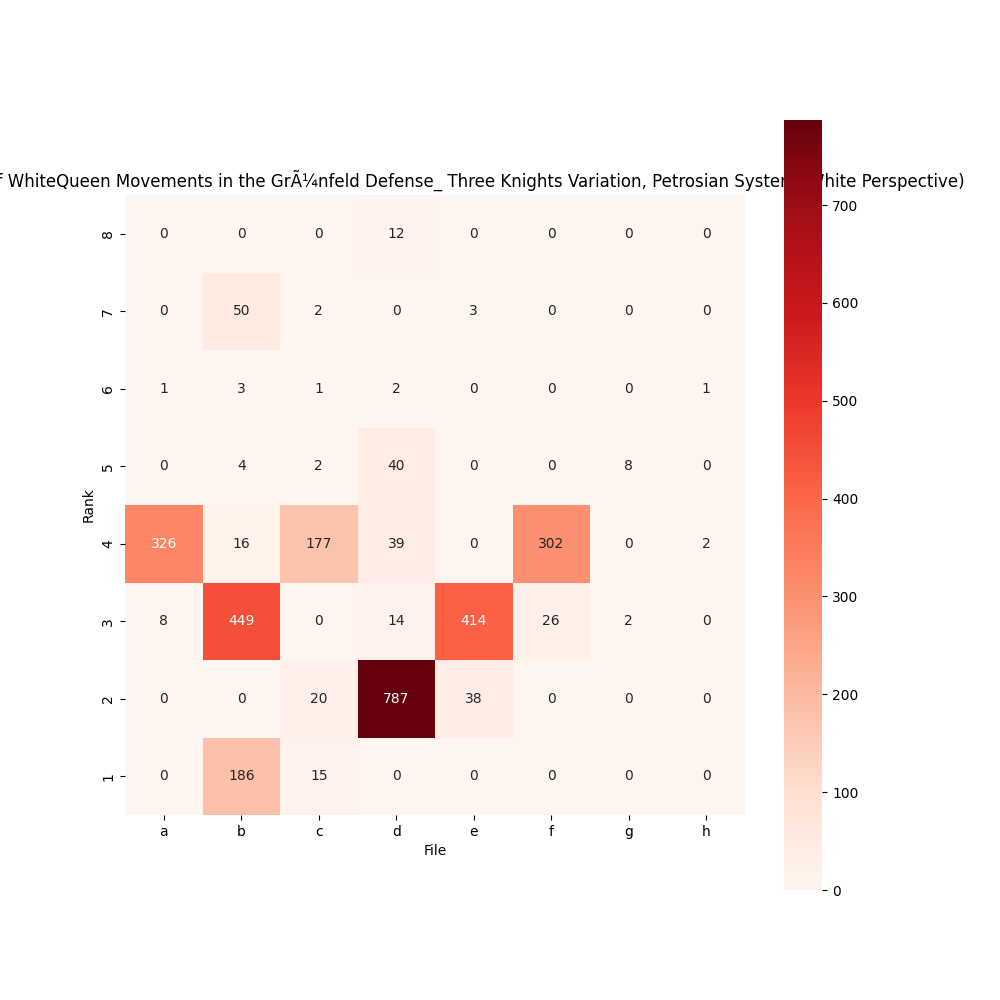 f WhiteQueen Movements in the GrÃ¼nfeld Defense_ Three Knights Variation, Petrosian System White Perspective)
700
8 0 0 0 12 0 0 0 0
7 0 50 2 0 3 0 0 0
600
6 1 3 1 2 0 0 0 1
500
5 0 4 2 40 0 0 8 0
400
Rank
4 326 16 177 39 0 302 0 2
300
3 8 449 0 14 414 26 2 0
200
2 0 0 20 787 38 0 0 0
100
1 0 186 15 0 0 0 0 0
0
a b c d e f g h
File